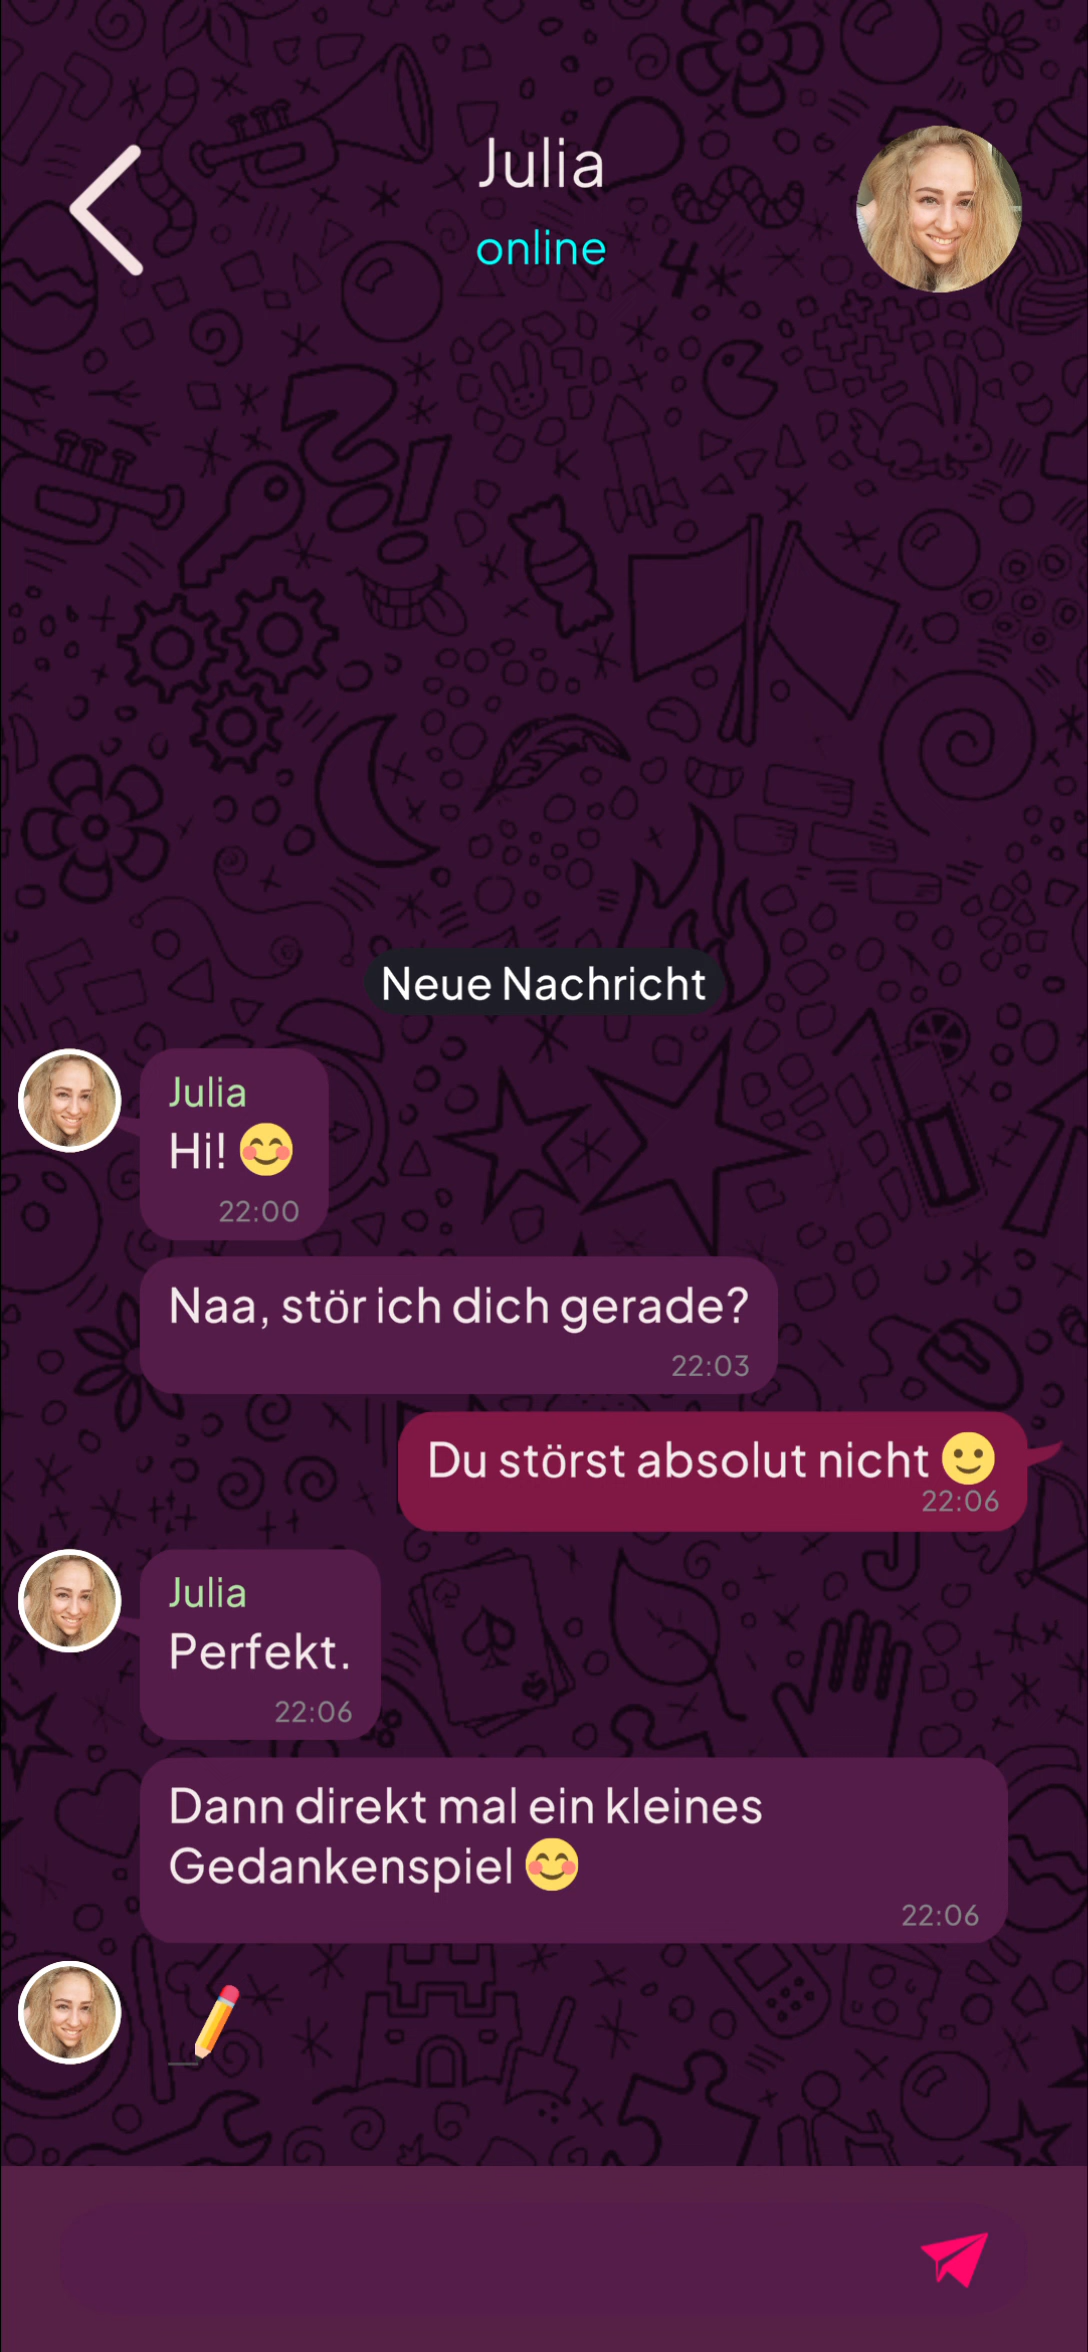 Julia
online
Neue Nachricht
Julia
Hi! 😊
22:00
Naa, stör ich dich gerade?
22:03
Du störst absolut nicht 🙂
22:06
Julia
Perfekt.
22:06
Dann direkt mal ein kleines
Gedankenspiel 😊
22:06